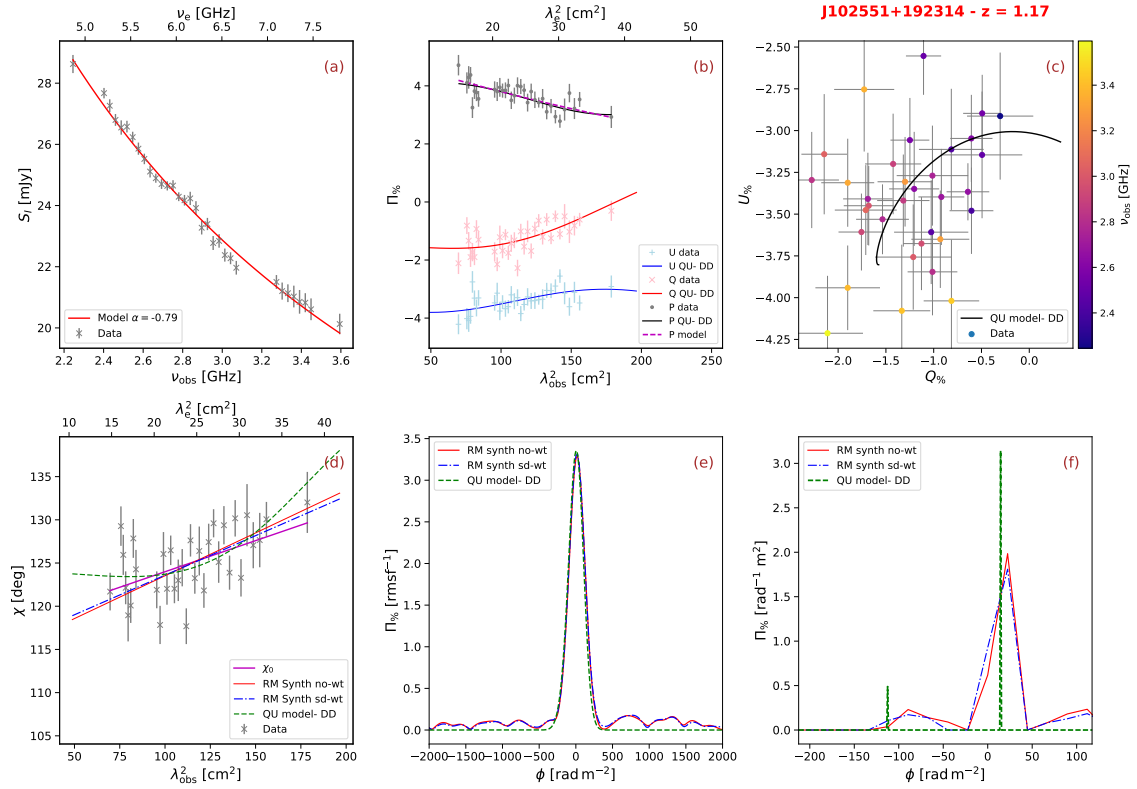 J102551+192314 - z = 1.17
ν_e [GHz]
5.0 5.5 6.0 6.5 7.0 7.5
(a)
S_I [mJy]
28
26
24
22
20
Model α = −0.79
Data
2.2 2.4 2.6 2.8 3.0 3.2 3.4 3.6
ν_obs [GHz]
λ_e^2 [cm^2]
20 30 40 50
(b)
Π_%
6
4
2
0
−2
−4
U data
U QU- DD
Q data
Q QU- DD
P data
P QU- DD
P model
50 100 150 200 250
λ_obs^2 [cm^2]
(c)
U_%
−2.50
−2.75
−3.00
−3.25
−3.50
−3.75
−4.00
−4.25
QU model- DD
Data
−2.0 −1.5 −1.0 −0.5 0.0
Q_%
3.4
3.2
3.0
2.8
2.6
2.4
ν_obs [GHz]
λ_e^2 [cm^2]
10 15 20 25 30 35 40
(d)
χ [deg]
135
130
125
120
115
110
105
χ_0
RM Synth no-wt
RM Synth sd-wt
QU model- DD
Data
50 75 100 125 150 175 200
λ_obs^2 [cm^2]
RM synth no-wt
RM synth sd-wt
QU model- DD
(e)
Π_% [rmsf^−1]
3.5
3.0
2.5
2.0
1.5
1.0
0.5
0.0
−2000 −1500 −1000 −500 0 500 1000 1500 2000
ϕ [rad m^−2]
RM synth no-wt
RM synth sd-wt
QU model- DD
(f)
Π_% [rad^−1 m^2]
3.0
2.5
2.0
1.5
1.0
0.5
0.0
−100 −50 0 50 100
ϕ [rad m^−2]